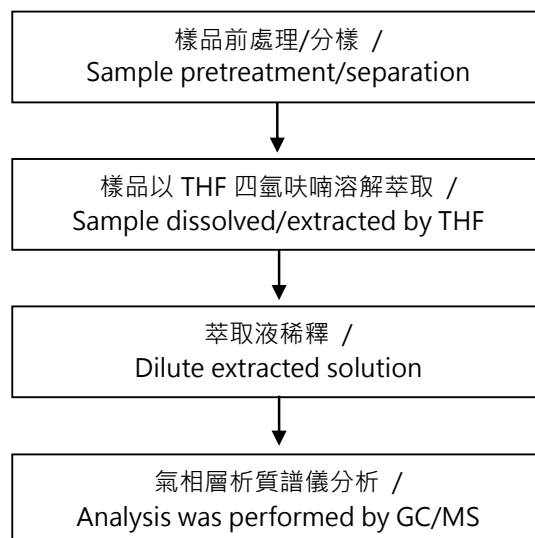 樣品前處理/分樣 /
Sample pretreatment/separation
樣品以 THF 四氫呋喃溶解萃取 /
Sample dissolved/extracted by THF
萃取液稀釋 /
Dilute extracted solution
氣相層析質譜儀分析 /
Analysis was performed by GC/MS